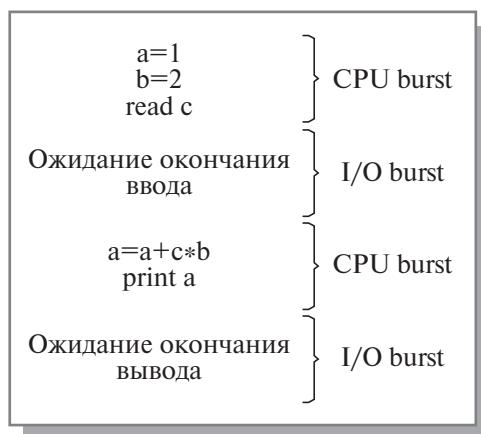 a=1
b=2
read c
CPU burst
Ожидание окончания
ввода
I/O burst
a=a+c*b
print a
CPU burst
Ожидание окончания
вывода
I/O burst